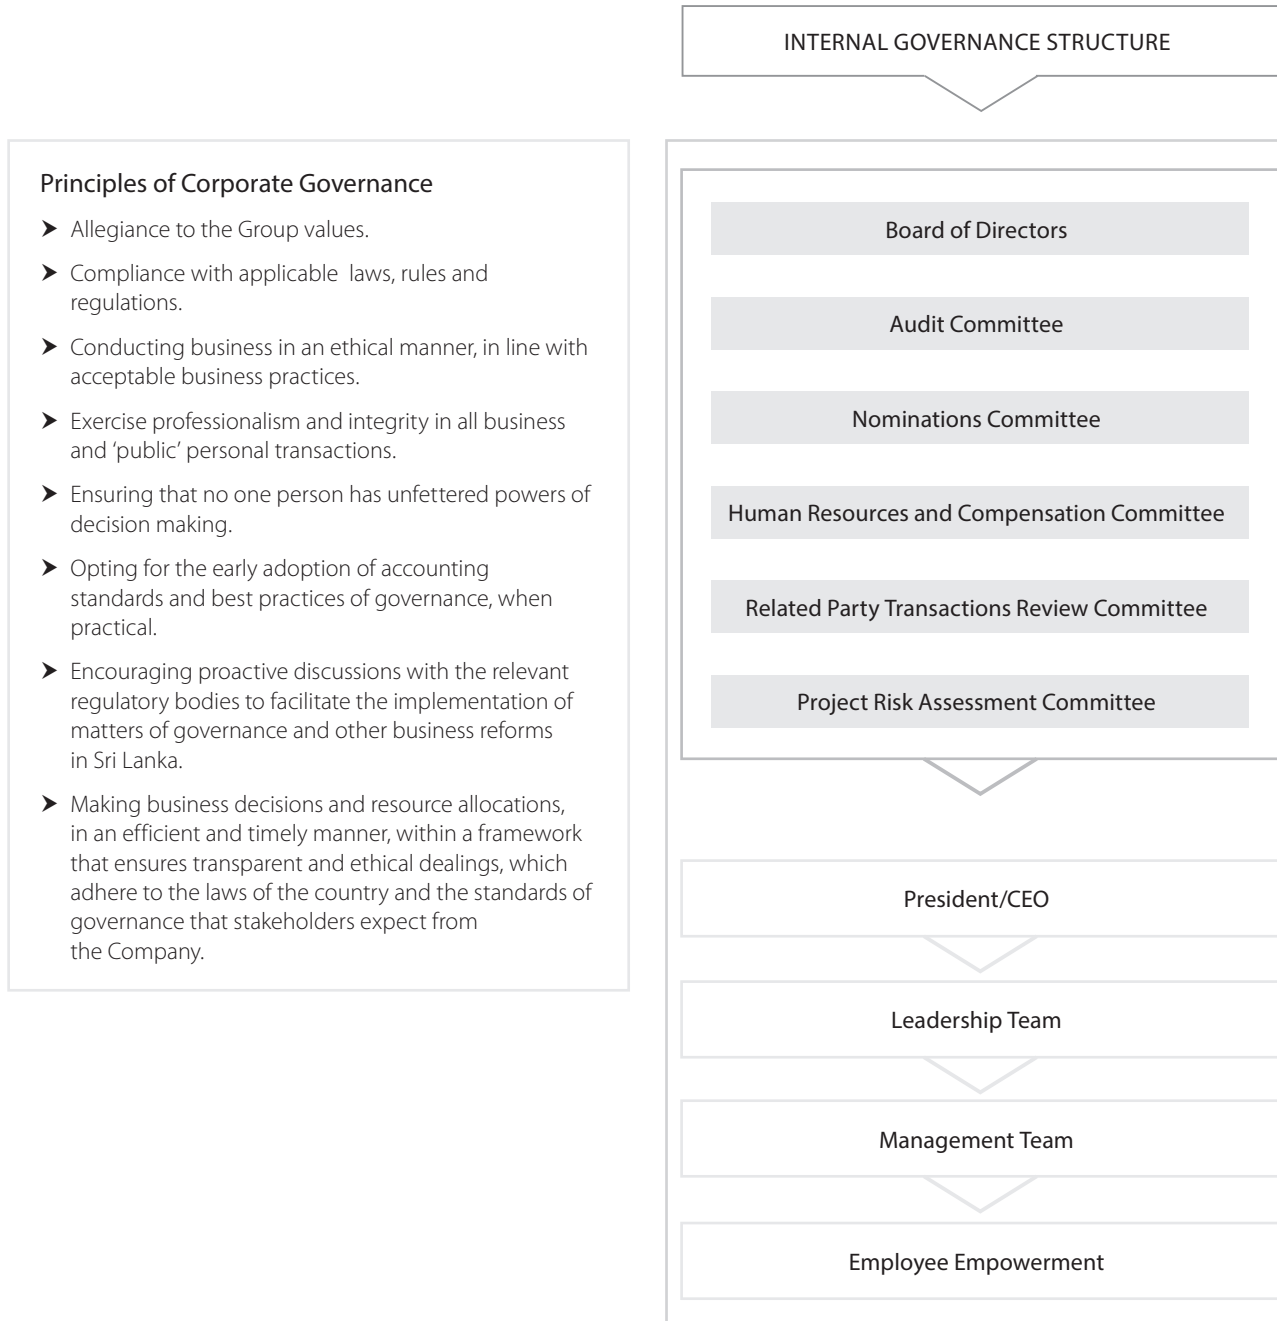 INTERNAL GOVERNANCE STRUCTURE
Principles of Corporate Governance
➤ Allegiance to the Group values.
➤ Compliance with applicable laws, rules and
regulations.
➤ Conducting business in an ethical manner, in line with
acceptable business practices.
➤ Exercise professionalism and integrity in all business
and ‘public’ personal transactions.
➤ Ensuring that no one person has unfettered powers of
decision making.
➤ Opting for the early adoption of accounting
standards and best practices of governance, when
practical.
➤ Encouraging proactive discussions with the relevant
regulatory bodies to facilitate the implementation of
matters of governance and other business reforms
in Sri Lanka.
➤ Making business decisions and resource allocations,
in an efficient and timely manner, within a framework
that ensures transparent and ethical dealings, which
adhere to the laws of the country and the standards of
governance that stakeholders expect from
the Company.
Board of Directors
Audit Committee
Nominations Committee
Human Resources and Compensation Committee
Related Party Transactions Review Committee
Project Risk Assessment Committee
President/CEO
Leadership Team
Management Team
Employee Empowerment